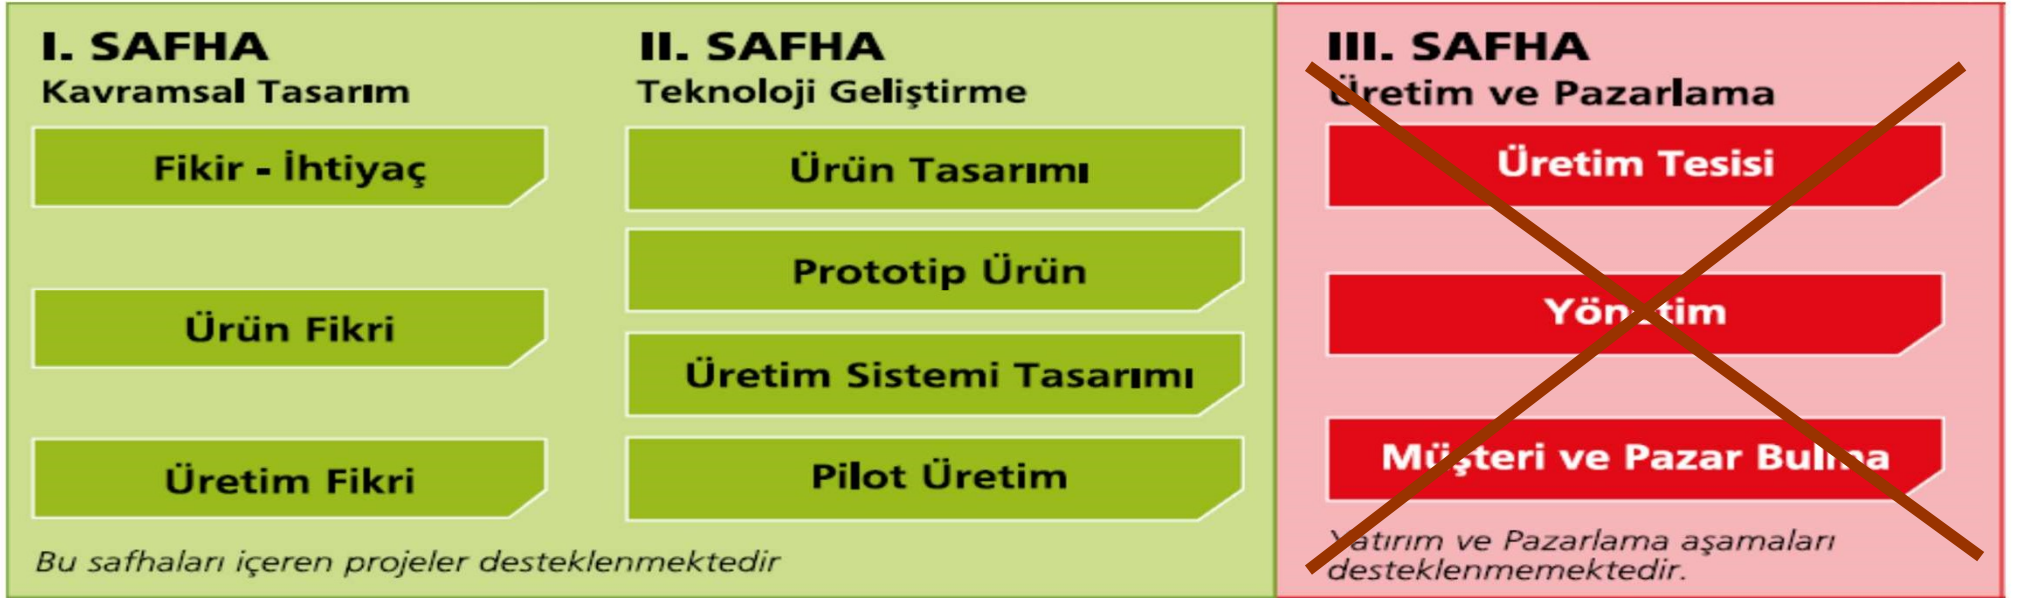 I. SAFHA
Kavramsal Tasarım
Fikir - İhtiyaç
Ürün Fikri
Üretim Fikri
II. SAFHA
Teknoloji Geliştirme
Ürün Tasarımı
Prototip Ürün
Üretim Sistemi Tasarımı
Pilot Üretim
Bu safhaları içeren projeler desteklenmektedir
III. SAFHA
Üretim ve Pazarlama
Üretim Tesisi
Yönetim
Müşteri ve Pazar Bulma
Yatırım ve Pazarlama aşamaları
desteklenmemektedir.